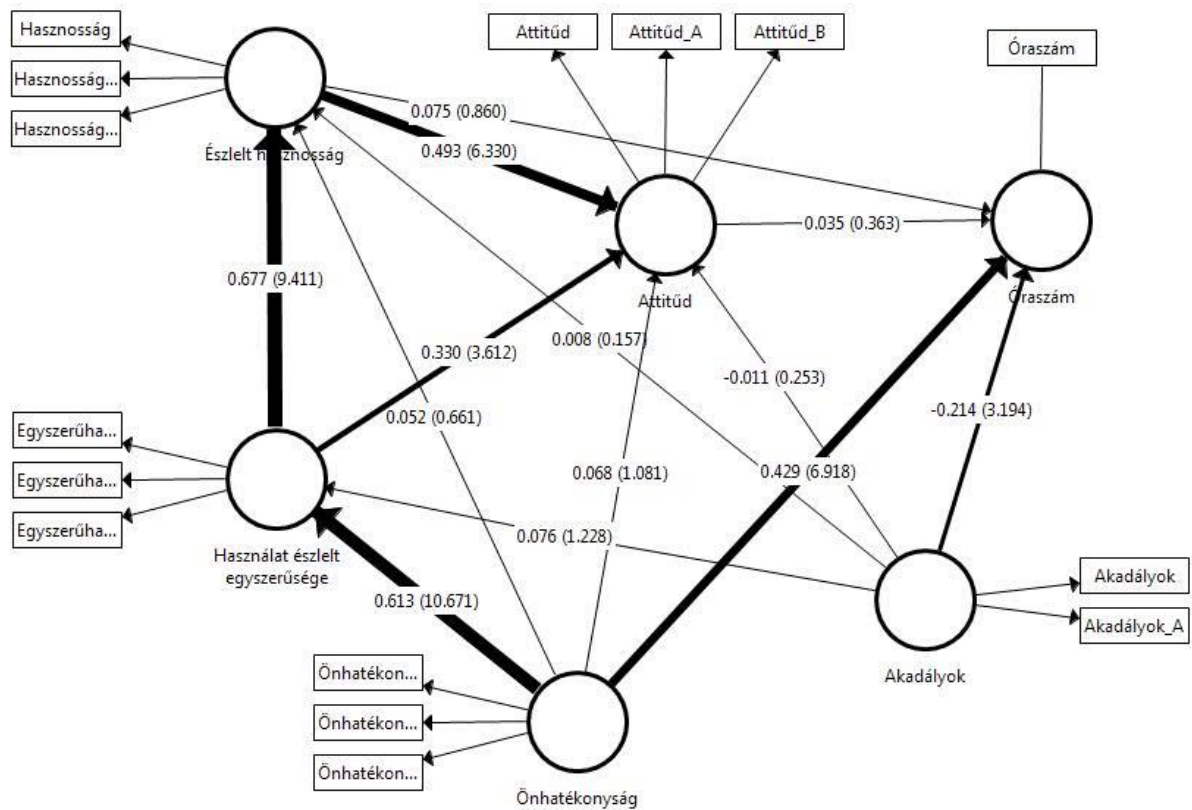 Hasznosság
Hasznosság...
Hasznosság...
Észlelt hasznosság
Attitűd
Attitűd_A
Attitűd_B
Óraszám
0.075 (0.860)
0.493 (6.330)
0.035 (0.363)
Attitűd
Óraszám
0.677 (9.411)
0.330 (3.612)
0.008 (0.157)
-0.011 (0.253)
-0.214 (3.194)
0.052 (0.661)
0.068 (1.081)
0.429 (6.918)
0.076 (1.228)
Egyszerűha...
Egyszerűha...
Egyszerűha...
Használat észlelt
egyszerűsége
0.613 (10.671)
Akadályok
Akadályok_A
Akadályok
Önhatékon...
Önhatékon...
Önhatékon...
Önhatékonyság